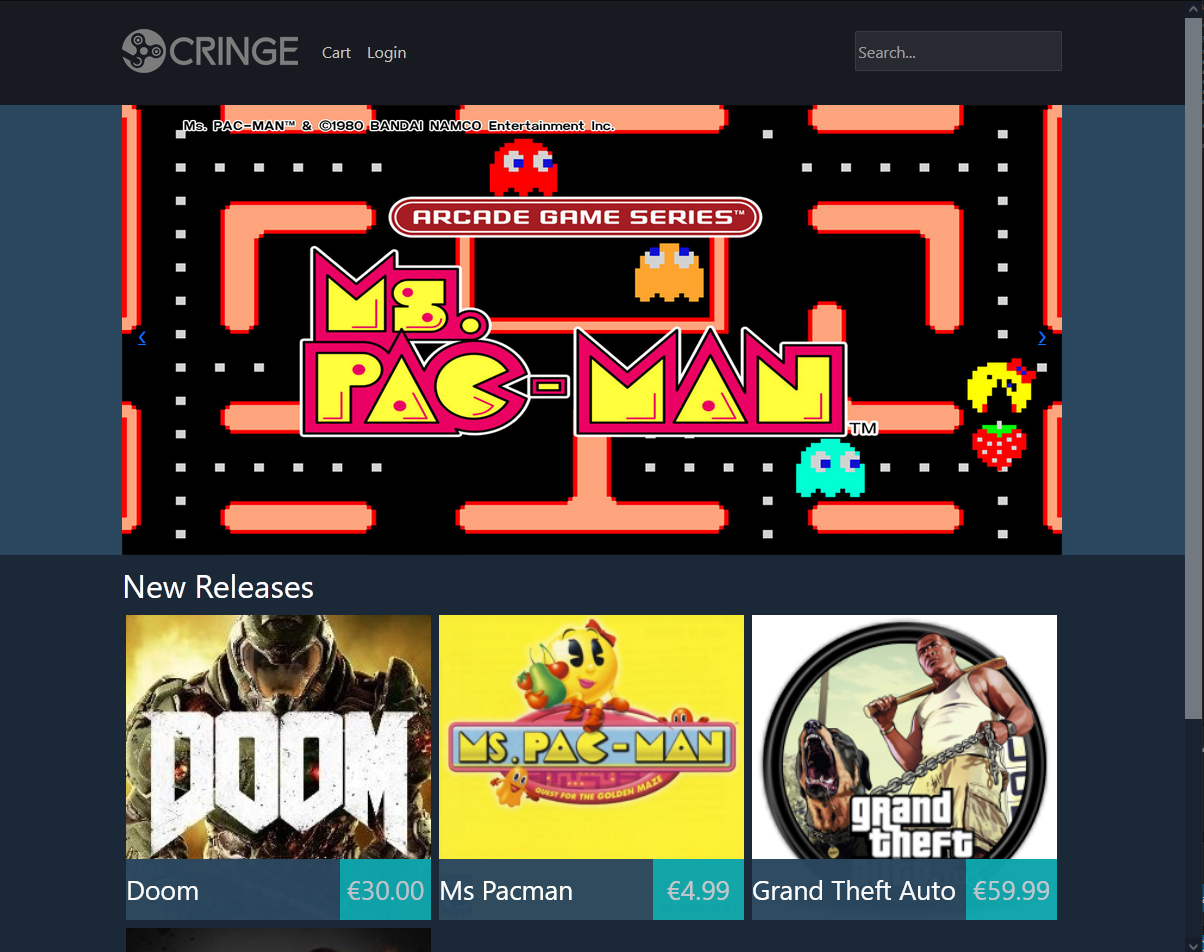 CRINGE
Cart
Login
Search...
Ms. PAC-MAN™ & ©1980 BANDAI NAMCO Entertainment Inc.
ARCADE GAME SERIES™
MS.
PAC-MAN™
New Releases
DOOM
Doom
€30.00
MS. PAC-MAN
QUEST FOR THE GOLDEN MAZE
Ms Pacman
€4.99
grand
theft
Grand Theft Auto
€59.99